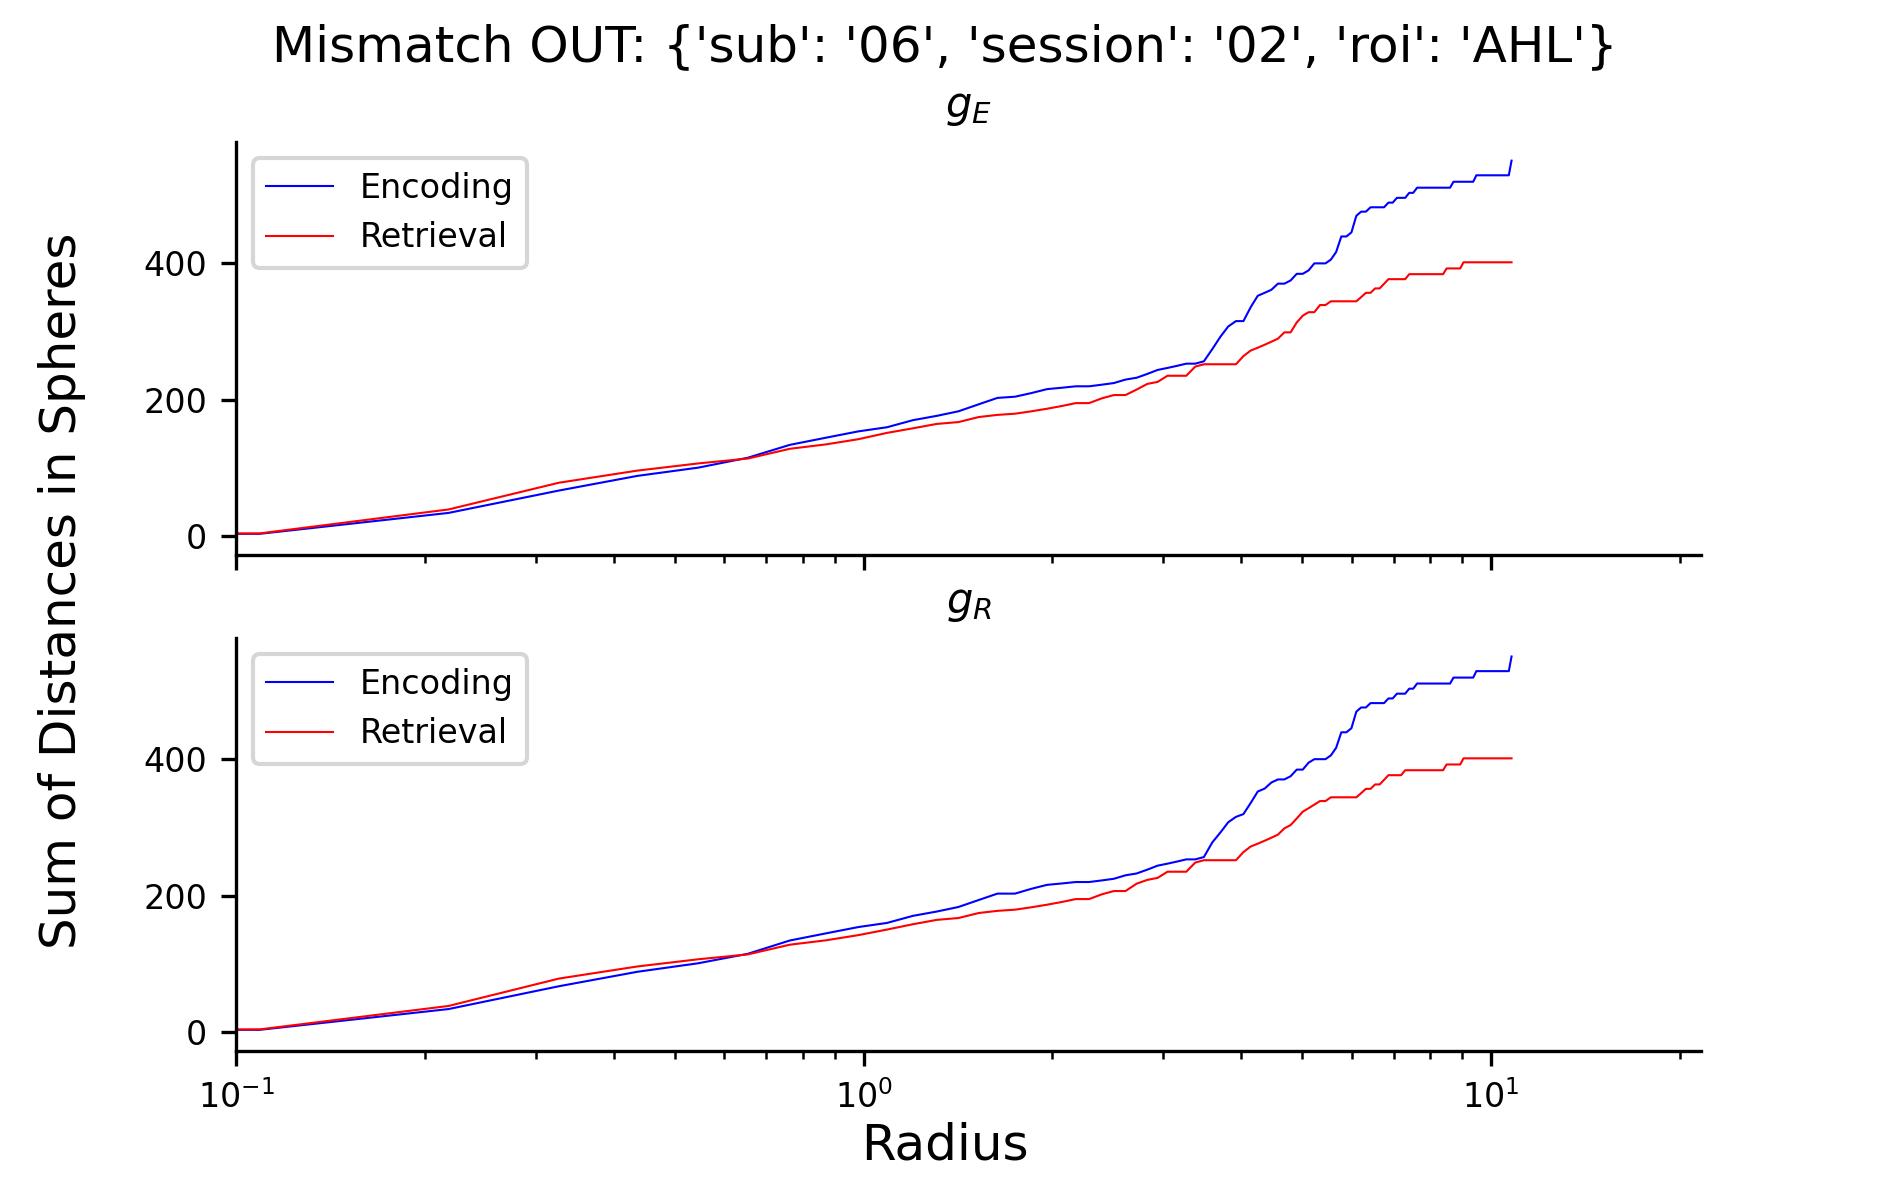 Mismatch OUT: {'sub': '06', 'session': '02', 'roi': 'AHL'}
g_E
Encoding
Retrieval
400
200
0
g_R
Encoding
Retrieval
400
200
0
10^{-1}
10^0
10^1
Radius
Sum of Distances in Spheres